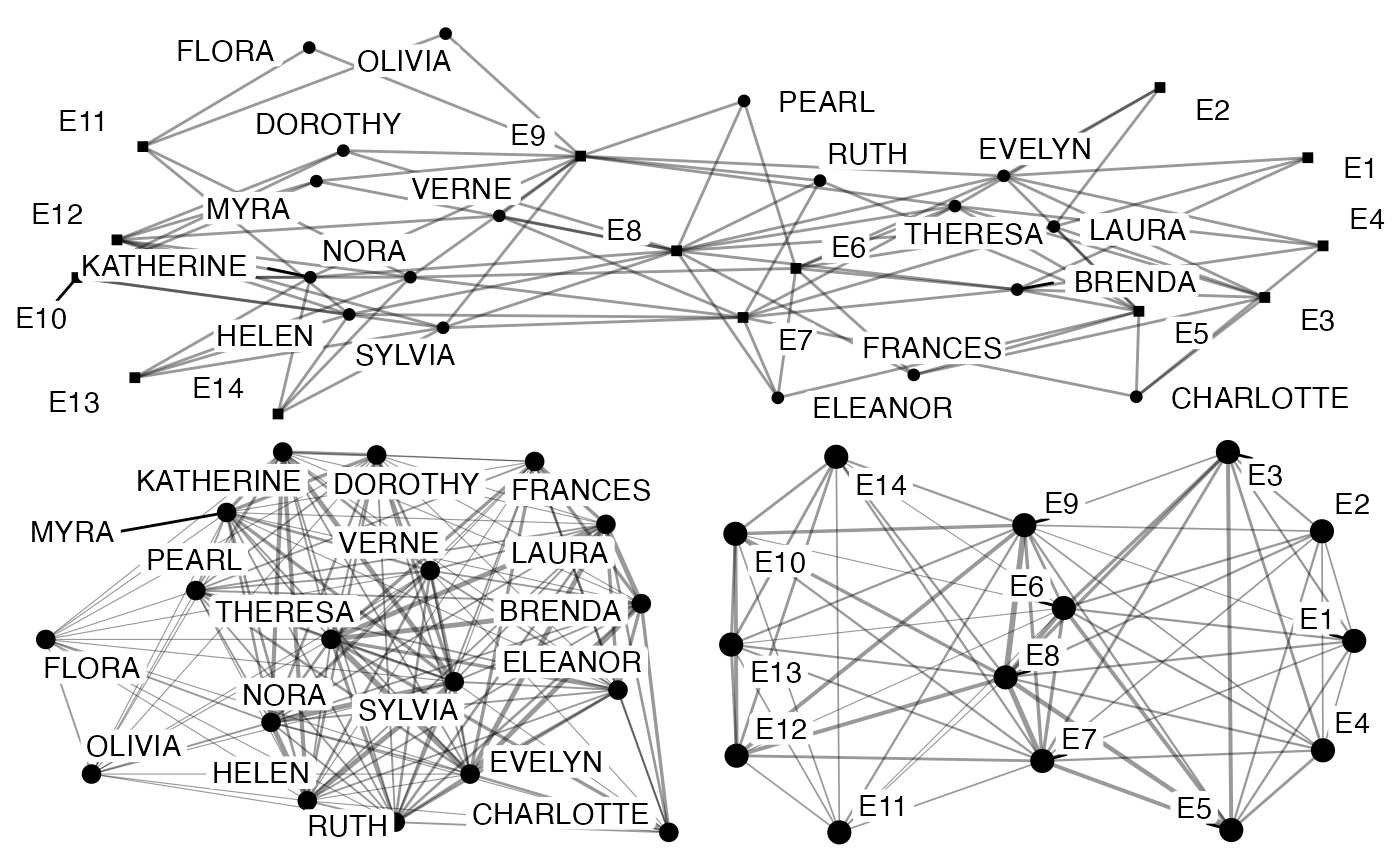 FLORA
OLIVIA
E11
DOROTHY
E9
PEARL
E2
RUTH
EVELYN
E1
E12
MYRA
VERNE
E8
E6
THERESA
LAURA
E4
KATHERINE
NORA
BRENDA
E10
HELEN
SYLVIA
E7
FRANCES
E5
E3
E13
E14
ELEANOR
CHARLOTTE
KATHERINE
DOROTHY
FRANCES
MYRA
VERNE
LAURA
PEARL
THERESA
BRENDA
FLORA
ELEANOR
NORA
SYLVIA
OLIVIA
HELEN
EVELYN
RUTH
CHARLOTTE
E14
E3
E9
E2
E10
E6
E1
E13
E8
E12
E7
E4
E11
E5